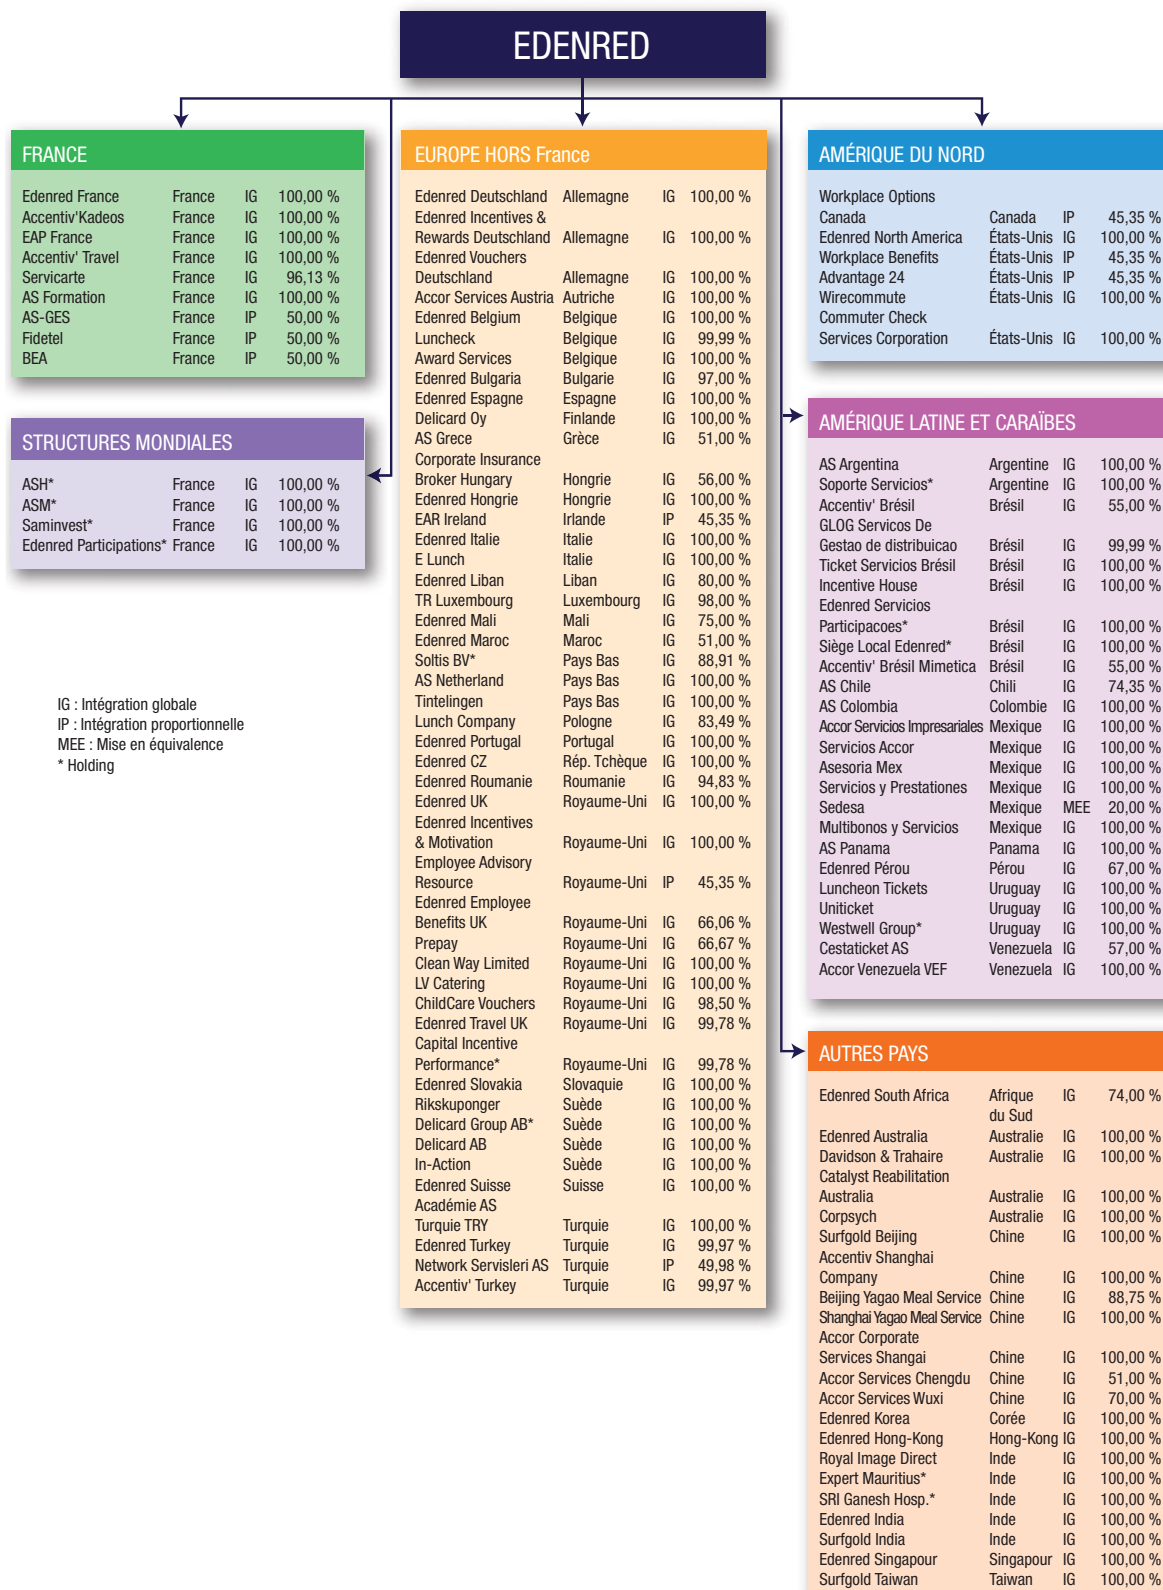 EDENRED
FRANCE
Edenred France France IG 100,00 %
Accentiv'Kadeos France IG 100,00 %
EAP France France IG 100,00 %
Accentiv' Travel France IG 100,00 %
Servicarte France IG 96,13 %
AS Formation France IG 100,00 %
AS-GES France IP 50,00 %
Fidetel France IP 50,00 %
BEA France IP 50,00 %
STRUCTURES MONDIALES
ASH* France IG 100,00 %
ASM* France IG 100,00 %
Saminvest* France IG 100,00 %
Edenred Participations* France IG 100,00 %
IG : Intégration globale
IP : Intégration proportionnelle
MEE : Mise en équivalence
* Holding
EUROPE HORS France
Edenred Deutschland Allemagne IG 100,00 %
Edenred Incentives &
Rewards Deutschland Allemagne IG 100,00 %
Edenred Vouchers
Deutschland Allemagne IG 100,00 %
Accor Services Austria Autriche IG 100,00 %
Edenred Belgium Belgique IG 100,00 %
Luncheck Belgique IG 99,99 %
Award Services Belgique IG 100,00 %
Edenred Bulgaria Bulgarie IG 97,00 %
Edenred Espagne Espagne IG 100,00 %
Delicard Oy Finlande IG 100,00 %
AS Grece Grèce IG 51,00 %
Corporate Insurance
Broker Hungary Hongrie IG 56,00 %
Edenred Hongrie Hongrie IG 100,00 %
EAR Ireland Irlande IP 45,35 %
Edenred Italie Italie IG 100,00 %
E Lunch Italie IG 100,00 %
Edenred Liban Liban IG 80,00 %
TR Luxembourg Luxembourg IG 98,00 %
Edenred Mali Mali IG 75,00 %
Edenred Maroc Maroc IG 51,00 %
Soltis BV* Pays Bas IG 88,91 %
AS Netherland Pays Bas IG 100,00 %
Tintelingen Pays Bas IG 100,00 %
Lunch Company Pologne IG 83,49 %
Edenred Portugal Portugal IG 100,00 %
Edenred CZ Rép. Tchèque IG 100,00 %
Edenred Roumanie Roumanie IG 94,83 %
Edenred UK Royaume-Uni IG 100,00 %
Edenred Incentives
& Motivation Royaume-Uni IG 100,00 %
Employee Advisory
Resource Royaume-Uni IP 45,35 %
Edenred Employee
Benefits UK Royaume-Uni IG 66,06 %
Prepay Royaume-Uni IG 66,67 %
Clean Way Limited Royaume-Uni IG 100,00 %
LV Catering Royaume-Uni IG 100,00 %
ChildCare Vouchers Royaume-Uni IG 98,50 %
Edenred Travel UK Royaume-Uni IG 99,78 %
Capital Incentive
Performance* Royaume-Uni IG 99,78 %
Edenred Slovakia Slovaquie IG 100,00 %
Rikskuponger Suède IG 100,00 %
Delicard Group AB* Suède IG 100,00 %
Delicard AB Suède IG 100,00 %
In-Action Suède IG 100,00 %
Edenred Suisse Suisse IG 100,00 %
Académie AS
Turquie TRY Turquie IG 100,00 %
Edenred Turkey Turquie IG 99,97 %
Network Servisleri AS Turquie IP 49,98 %
Accentiv' Turkey Turquie IG 99,97 %
AMÉRIQUE DU NORD
Workplace Options
Canada Canada IP 45,35 %
Edenred North America États-Unis IG 100,00 %
Workplace Benefits États-Unis IP 45,35 %
Advantage 24 États-Unis IP 45,35 %
Wirecommute États-Unis IG 100,00 %
Commuter Check
Services Corporation États-Unis IG 100,00 %
AMÉRIQUE LATINE ET CARAÏBES
AS Argentina Argentine IG 100,00 %
Soporte Servicios* Argentine IG 100,00 %
Accentiv' Brésil Brésil IG 55,00 %
GLOG Servicos De
Gestao de distribuicao Brésil IG 99,99 %
Ticket Servicios Brésil Brésil IG 100,00 %
Incentive House Brésil IG 100,00 %
Edenred Servicios
Participacoes* Brésil IG 100,00 %
Siège Local Edenred* Brésil IG 100,00 %
Accentiv' Brésil Mimetica Brésil IG 55,00 %
AS Chile Chili IG 74,35 %
AS Colombia Colombie IG 100,00 %
Accor Servicios Impresariales Mexique IG 100,00 %
Servicios Accor Mexique IG 100,00 %
Asesoria Mex Mexique IG 100,00 %
Servicios y Prestationes Mexique IG 100,00 %
Sedesa Mexique MEE 20,00 %
Multibonos y Servicios Mexique IG 100,00 %
AS Panama Panama IG 100,00 %
Edenred Pérou Pérou IG 67,00 %
Luncheon Tickets Uruguay IG 100,00 %
Uniticket Uruguay IG 100,00 %
Westwell Group* Uruguay IG 100,00 %
Cestaticket AS Venezuela IG 57,00 %
Accor Venezuela VEF Venezuela IG 100,00 %
AUTRES PAYS
Edenred South Africa Afrique IG 74,00 %
du Sud
Edenred Australia Australie IG 100,00 %
Davidson & Trahaire Australie IG 100,00 %
Catalyst Reabilitation
Australia Australie IG 100,00 %
Corpsych Australie IG 100,00 %
Surfgold Beijing Chine IG 100,00 %
Accentiv Shanghai
Company Chine IG 100,00 %
Beijing Yagao Meal Service Chine IG 88,75 %
Shanghai Yagao Meal Service Chine IG 100,00 %
Accor Corporate
Services Shangai Chine IG 100,00 %
Accor Services Chengdu Chine IG 51,00 %
Accor Services Wuxi Chine IG 70,00 %
Edenred Korea Corée IG 100,00 %
Edenred Hong-Kong Hong-Kong IG 100,00 %
Royal Image Direct Inde IG 100,00 %
Expert Mauritius* Inde IG 100,00 %
SRI Ganesh Hosp.* Inde IG 100,00 %
Edenred India Inde IG 100,00 %
Surfgold India Inde IG 100,00 %
Edenred Singapour Singapour IG 100,00 %
Surfgold Taiwan Taiwan IG 100,00 %